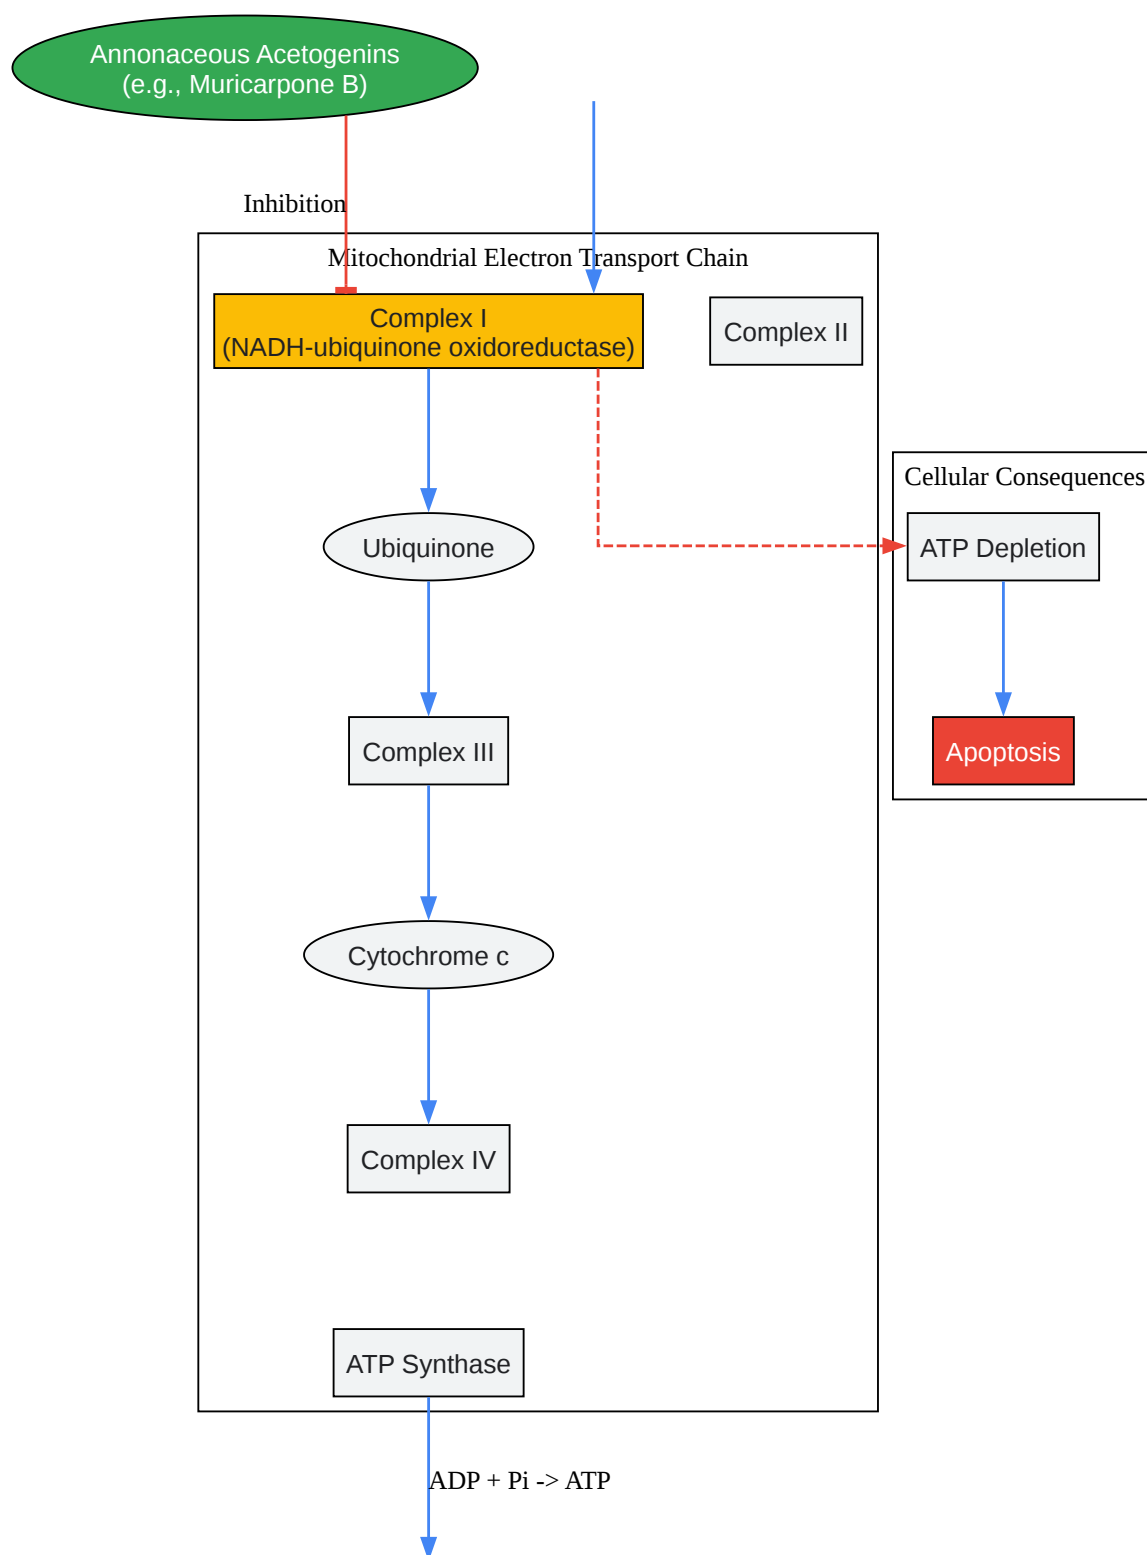 Annonaceous Acetogenins
(e.g., Muricarpone B)
Inhibition
Mitochondrial Electron Transport Chain
Complex I
(NADH-ubiquinone oxidoreductase)
Complex II
Cellular Consequences
Ubiquinone
ATP Depletion
Complex III
Apoptosis
Cytochrome c
Complex IV
ATP Synthase
ADP + Pi -> ATP